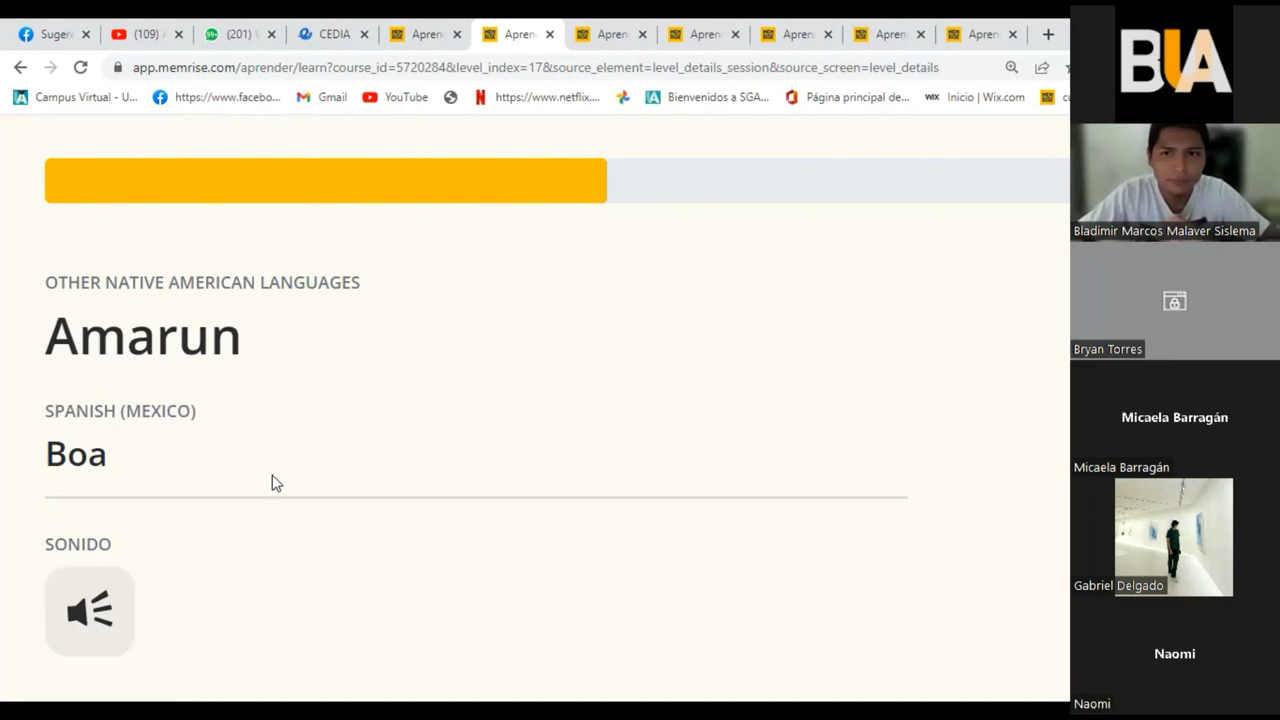 Suger
(109)
(201)
CEDIA
Apren
Apren
Apren
Apren
Apren
Apren
Apren
app.memrise.com/aprender/learn?course_id=5720284&level_index=17&source_element=level_details_session&source_screen=level_details
Campus Virtual - U...
https://www.facebo...
Gmail
YouTube
https://www.netflix....
Bienvenidos a SGA...
Página principal de...
WIX
Inicio | Wix.com
OTHER NATIVE AMERICAN LANGUAGES
Amarun
SPANISH (MEXICO)
Boa
SONIDO
BUA
Bladimir Marcos Malaver Sislema
Bryan Torres
Micaela Barragán
Micaela Barragán
Gabriel Delgado
Naomi
Naomi